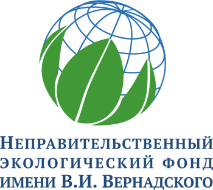 Неправительственный
экологический фонд
имени В.И. Вернадского